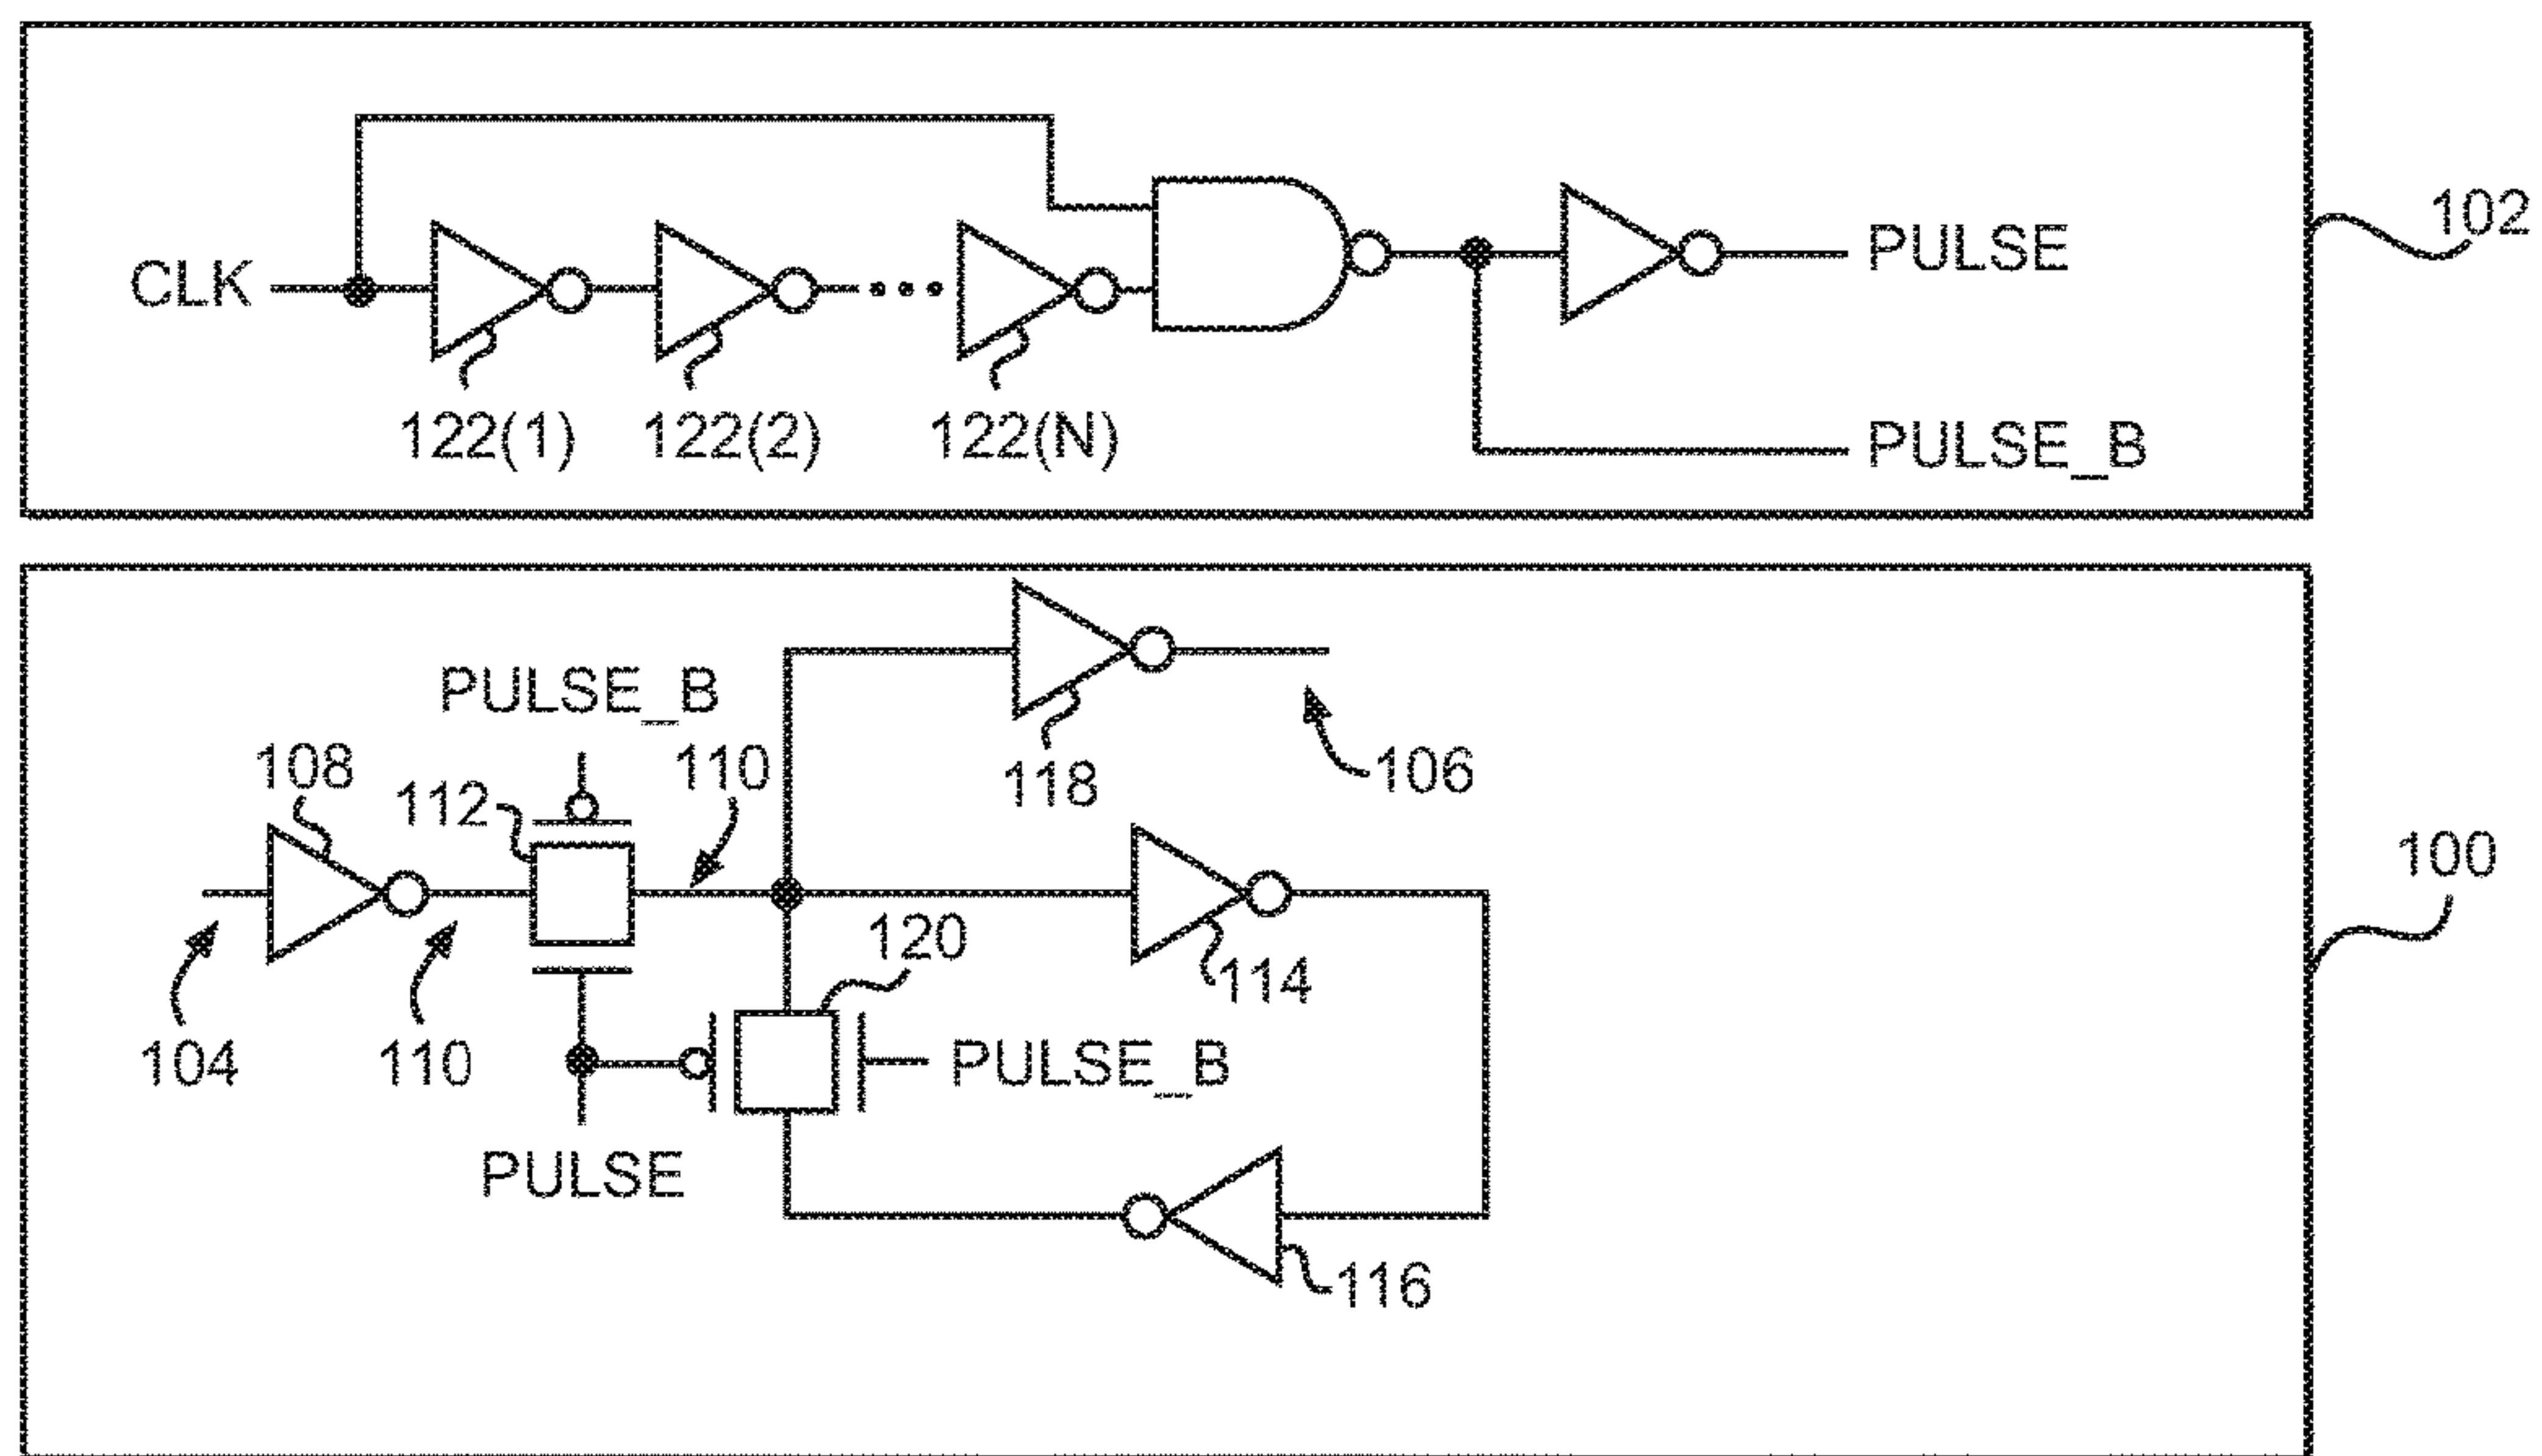 102
CLK
PULSE
122(1) 122(2) 122(N)
PULSE_B
PULSE_B
108
112
110
118
106
100
120
114
104
110
PULSE_B
PULSE
116